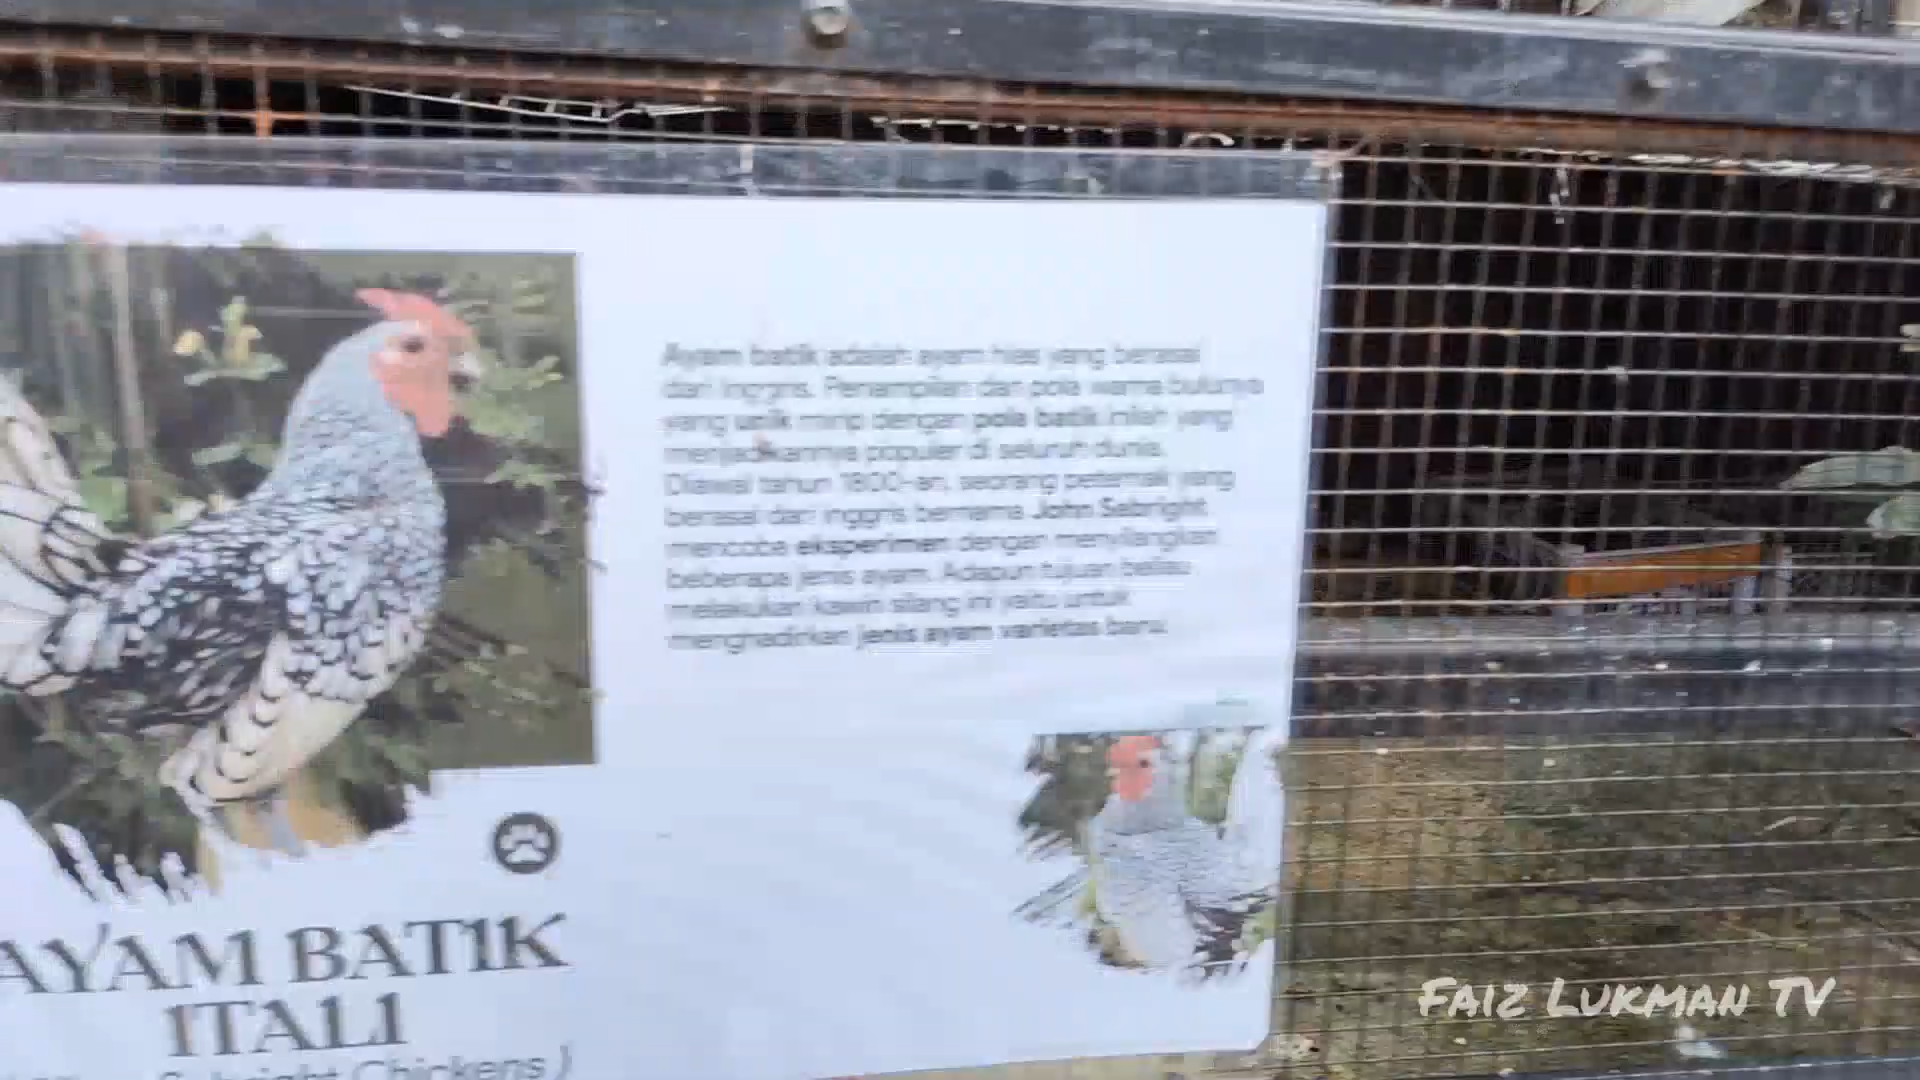 Ayam batik adalah ayam hias yang berasal
dari Inggris. Penampilan dan pola warna bulunya
yang unik mirip dengan pola batik inilah yang
menjadikannya populer di seluruh dunia.
Diawal tahun 1800-an, seorang peternak yang
berasal dari inggris bernama John Sebright
mencoba eksperimen dengan menyilangkan
beberapa jenis ayam. Adapun tujuan beliau
melakukan kawin silang ini yaitu untuk
menghadirkan jenis ayam varietas baru.
AYAM BATIK
ITALI
Chickens)
FAIZ LUKMAN TV